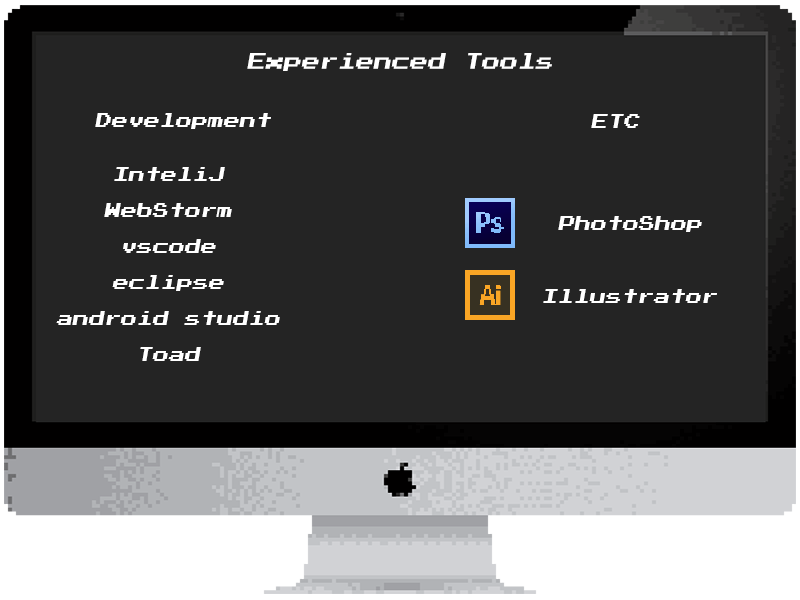 Experienced Tools
Development
InteliJ
WebStorm
vscode
eclipse
android studio
Toad
ETC
Ps PhotoShop
Ai Illustrator